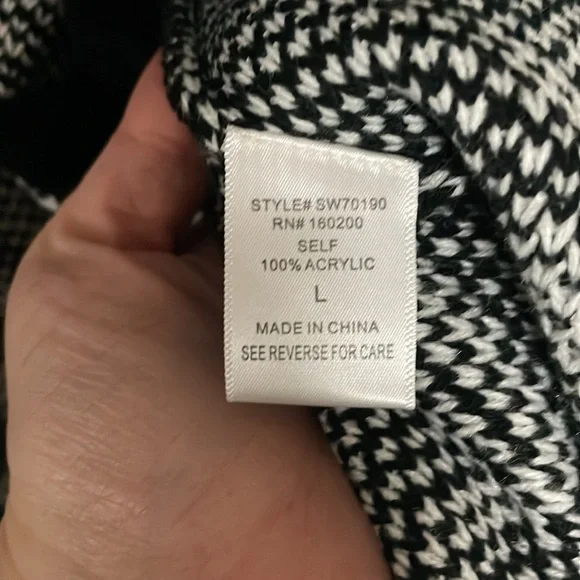 STYLE# SW70190
RN# 160200
SELF
100% ACRYLIC
L
MADE IN CHINA
SEE REVERSE FOR CARE